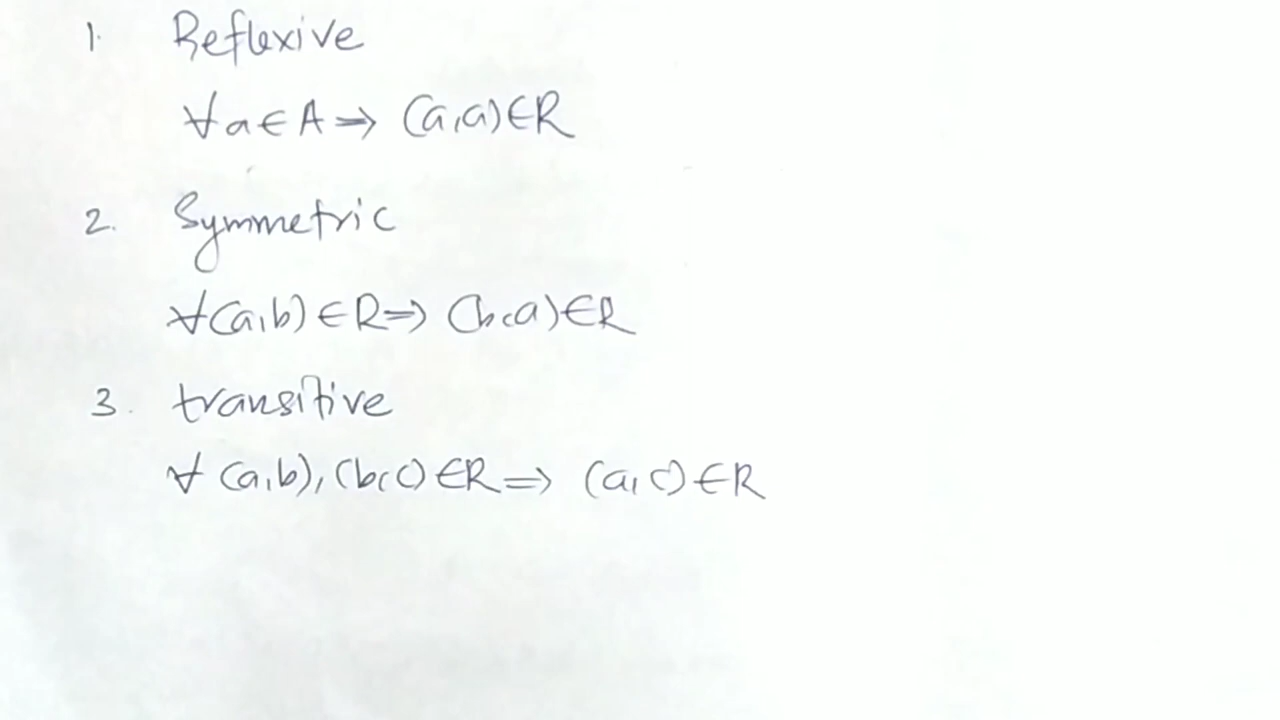 1. Reflexive
∀a∈A⇒ (a,a)∈R
2. Symmetric
∀(a,b)∈R⇒ (b,a)∈R
3. transitive
∀ (a,b),(b,c)∈R⇒ (a,c)∈R